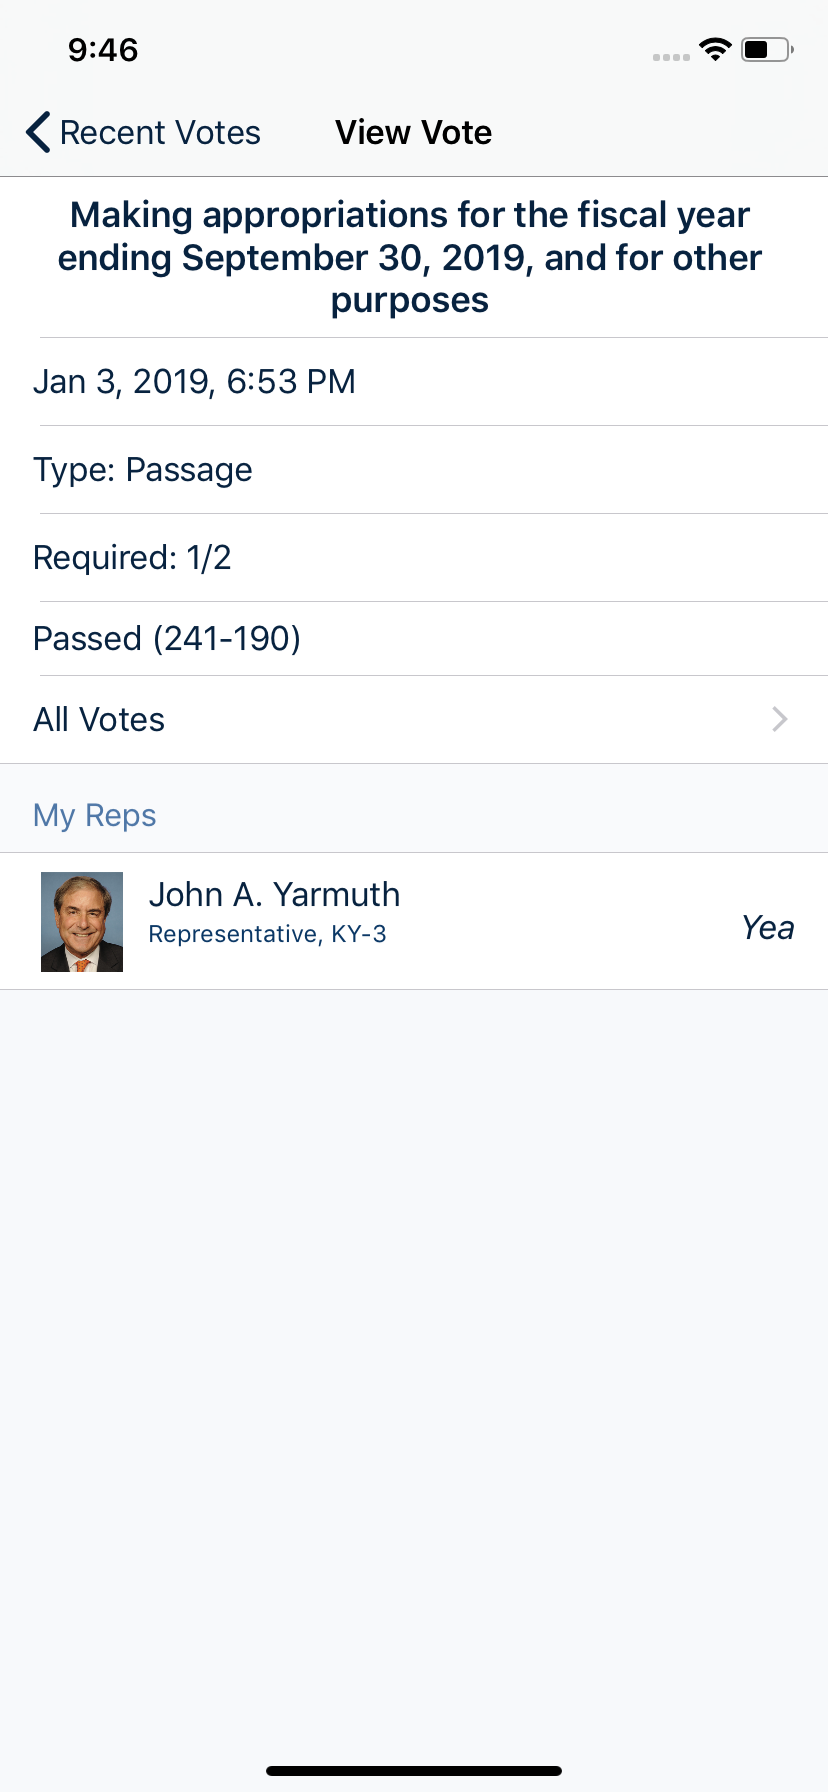 9:46
Recent Votes
View Vote
Making appropriations for the fiscal year
ending September 30, 2019, and for other
purposes
Jan 3, 2019, 6:53 PM
Type: Passage
Required: 1/2
Passed (241-190)
All Votes
My Reps
John A. Yarmuth
Representative, KY-3
Yea